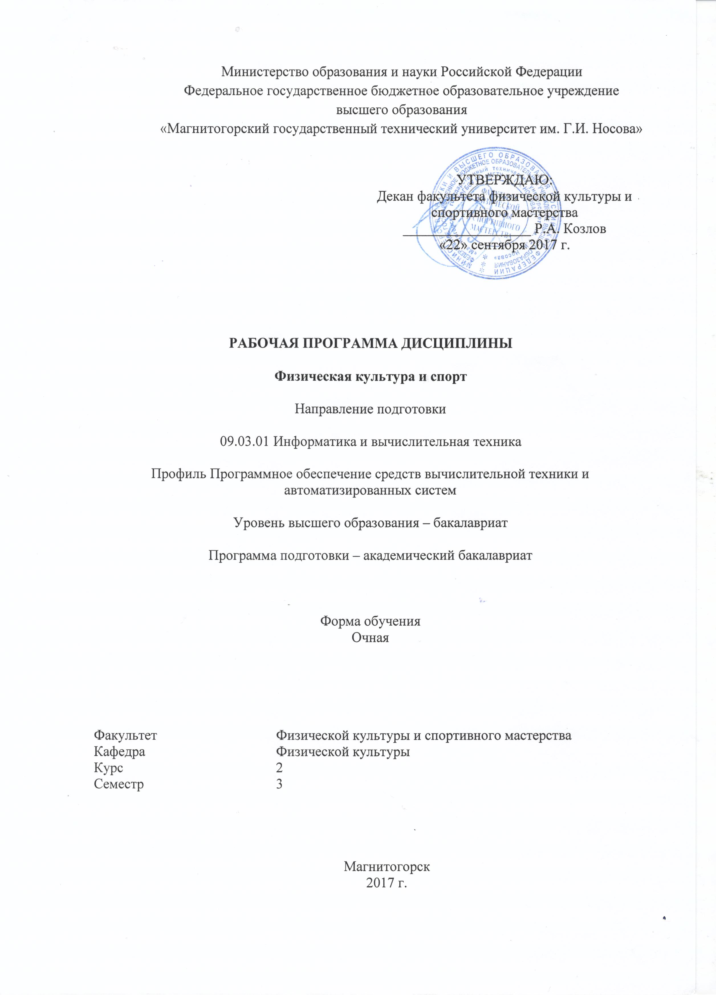 Министерство образования и науки Российской Федерации
Федеральное государственное бюджетное образовательное учреждение
высшего образования
«Магнитогорский государственный технический университет им. Г.И. Носова»
УТВЕРЖДАЮ:
Декан факультета физической культуры и
спортивного мастерства
Р.А. Козлов
«22» сентября 2017 г.
РАБОЧАЯ ПРОГРАММА ДИСЦИПЛИНЫ
Физическая культура и спорт
Направление подготовки
09.03.01 Информатика и вычислительная техника
Профиль Программное обеспечение средств вычислительной техники и
автоматизированных систем
Уровень высшего образования – бакалавриат
Программа подготовки – академический бакалавриат
Форма обучения
Очная
Факультет Физической культуры и спортивного мастерства
Кафедра Физической культуры
Курс 2
Семестр 3
Магнитогорск
2017 г.